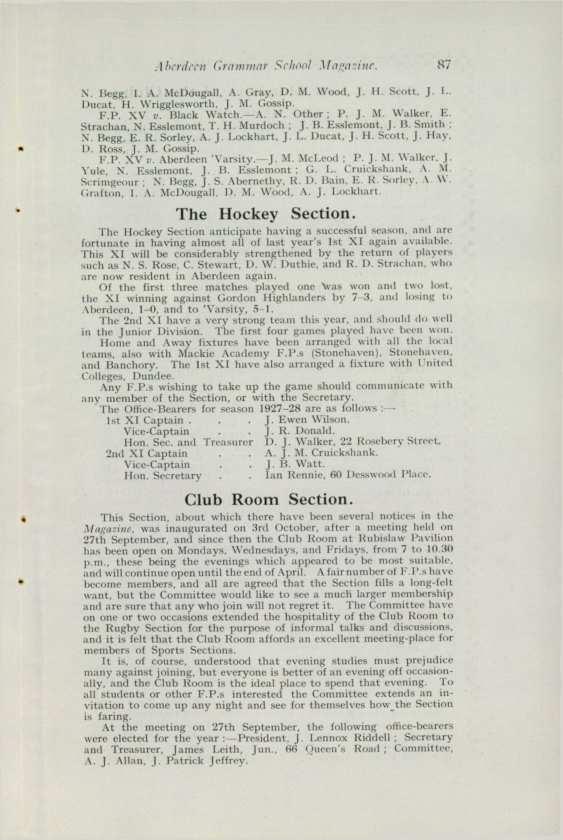 Aberdeen Grammar School Magazine. 87
N. Begg, I. A. McDougall, A. Gray, D. M. Wood, J. H. Scott, J. L.
Ducat, H. Wrigglesworth, J. M. Gossip.
F.P. XV v. Black Watch.—A. N. Other ; P. J. M. Walker, E.
Strachan, N. Esslemont, T. H. Murdoch ; J. B. Esslemont, J. B. Smith ;
N. Begg, E. R. Sorley, A. J. Lockhart, J. L. Ducat, J. H. Scott, J. Hay,
D. Ross, J. M. Gossip.
F.P. XV v. Aberdeen 'Varsity.—J. M. McLeod ; P. J. M. Walker, J.
Yule, N. Esslemont, J. B. Esslemont ; G. L. Cruickshank, A. M.
Scrimgeour ; N. Begg, J. S. Abernethy, R. D. Bain, E. R. Sorley, A. W.
Grafton, I. A. McDougall, D. M. Wood, A. J. Lockhart.
The Hockey Section.
The Hockey Section anticipate having a successful season, and are
fortunate in having almost all of last year's 1st XI again available.
This XI will be considerably strengthened by the return of players
such as N. S. Rose, C. Stewart, D. W. Duthie, and R. D. Strachan, who
are now resident in Aberdeen again.
Of the first three matches played one was won and two lost,
the XI winning against Gordon Highlanders by 7–3, and losing to
Aberdeen, 1–0, and to 'Varsity, 5–1.
The 2nd XI have a very strong team this year, and should do well
in the Junior Division. The first four games played have been won.
Home and Away fixtures have been arranged with all the local
teams, also with Mackie Academy F.P.s (Stonehaven), Stonehaven,
and Banchory. The 1st XI have also arranged a fixture with United
Colleges, Dundee.
Any F.P.s wishing to take up the game should communicate with
any member of the Section, or with the Secretary.
The Office-Bearers for season 1927–28 are as follows :—
1st XI Captain . . . J. Ewen Wilson.
Vice-Captain . . J. R. Donald.
Hon. Sec. and Treasurer D. J. Walker, 22 Rosebery Street.
2nd XI Captain . . A. J. M. Cruickshank.
Vice-Captain . . J. B. Watt.
Hon. Secretary . . Ian Rennie, 60 Desswood Place.
Club Room Section.
This Section, about which there have been several notices in the
Magazine, was inaugurated on 3rd October, after a meeting held on
27th September, and since then the Club Room at Rubislaw Pavilion
has been open on Mondays, Wednesdays, and Fridays, from 7 to 10.30
p.m., these being the evenings which appeared to be most suitable,
and will continue open until the end of April. A fair number of F.P.s have
become members, and all are agreed that the Section fills a long-felt
want, but the Committee would like to see a much larger membership
and are sure that any who join will not regret it. The Committee have
on one or two occasions extended the hospitality of the Club Room to
the Rugby Section for the purpose of informal talks and discussions,
and it is felt that the Club Room affords an excellent meeting-place for
members of Sports Sections.
It is, of course, understood that evening studies must prejudice
many against joining, but everyone is better of an evening off occasion-
ally, and the Club Room is the ideal place to spend that evening. To
all students or other F.P.s interested the Committee extends an in-
vitation to come up any night and see for themselves how the Section
is faring.
At the meeting on 27th September, the following office-bearers
were elected for the year :—President, J. Lennox Riddell ; Secretary
and Treasurer, James Leith, Jun., 66 Queen's Road ; Committee,
A. J. Allan, J. Patrick Jeffrey.